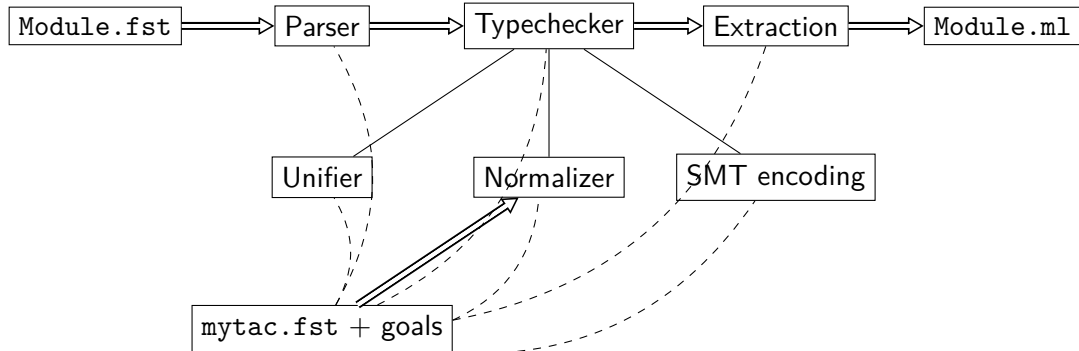 Module.fst Parser Typechecker Extraction Module.ml
Unifier Normalizer SMT encoding
mytac.fst + goals